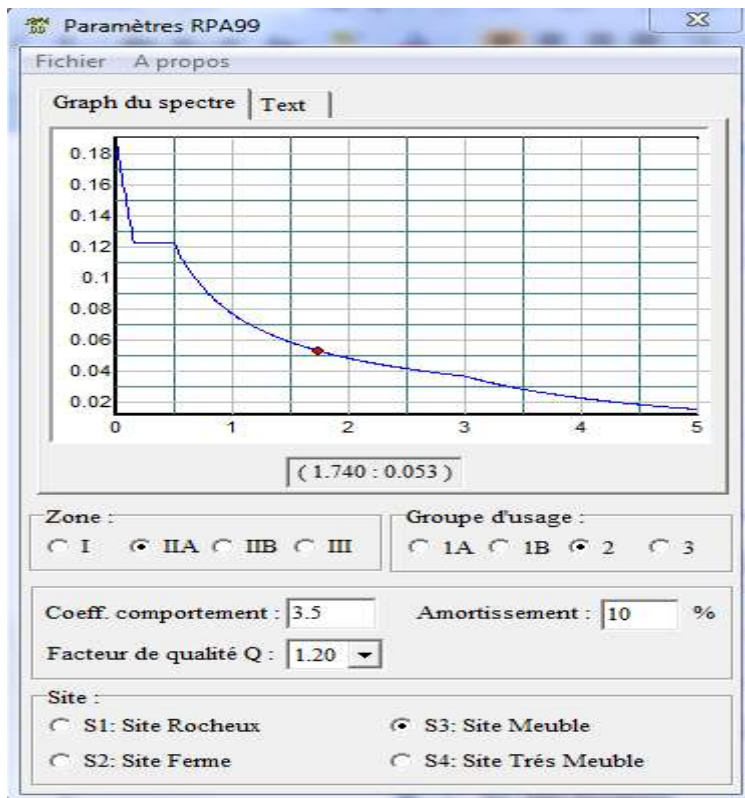 Paramètres RPA99
Fichier A propos
Graph du spectre Text
0.18
0.16
0.14
0.12
0.1
0.08
0.06
0.04
0.02
0 1 2 3 4 5
( 1.740 : 0.053 )
Zone :
I IIA IIB III
Groupe d'usage :
1A 1B 2 3
Coeff. comportement : 3.5 Amortissement : 10 %
Facteur de qualité Q : 1.20
Site :
S1: Site Rocheux S3: Site Meuble
S2: Site Ferme S4: Site Trés Meuble